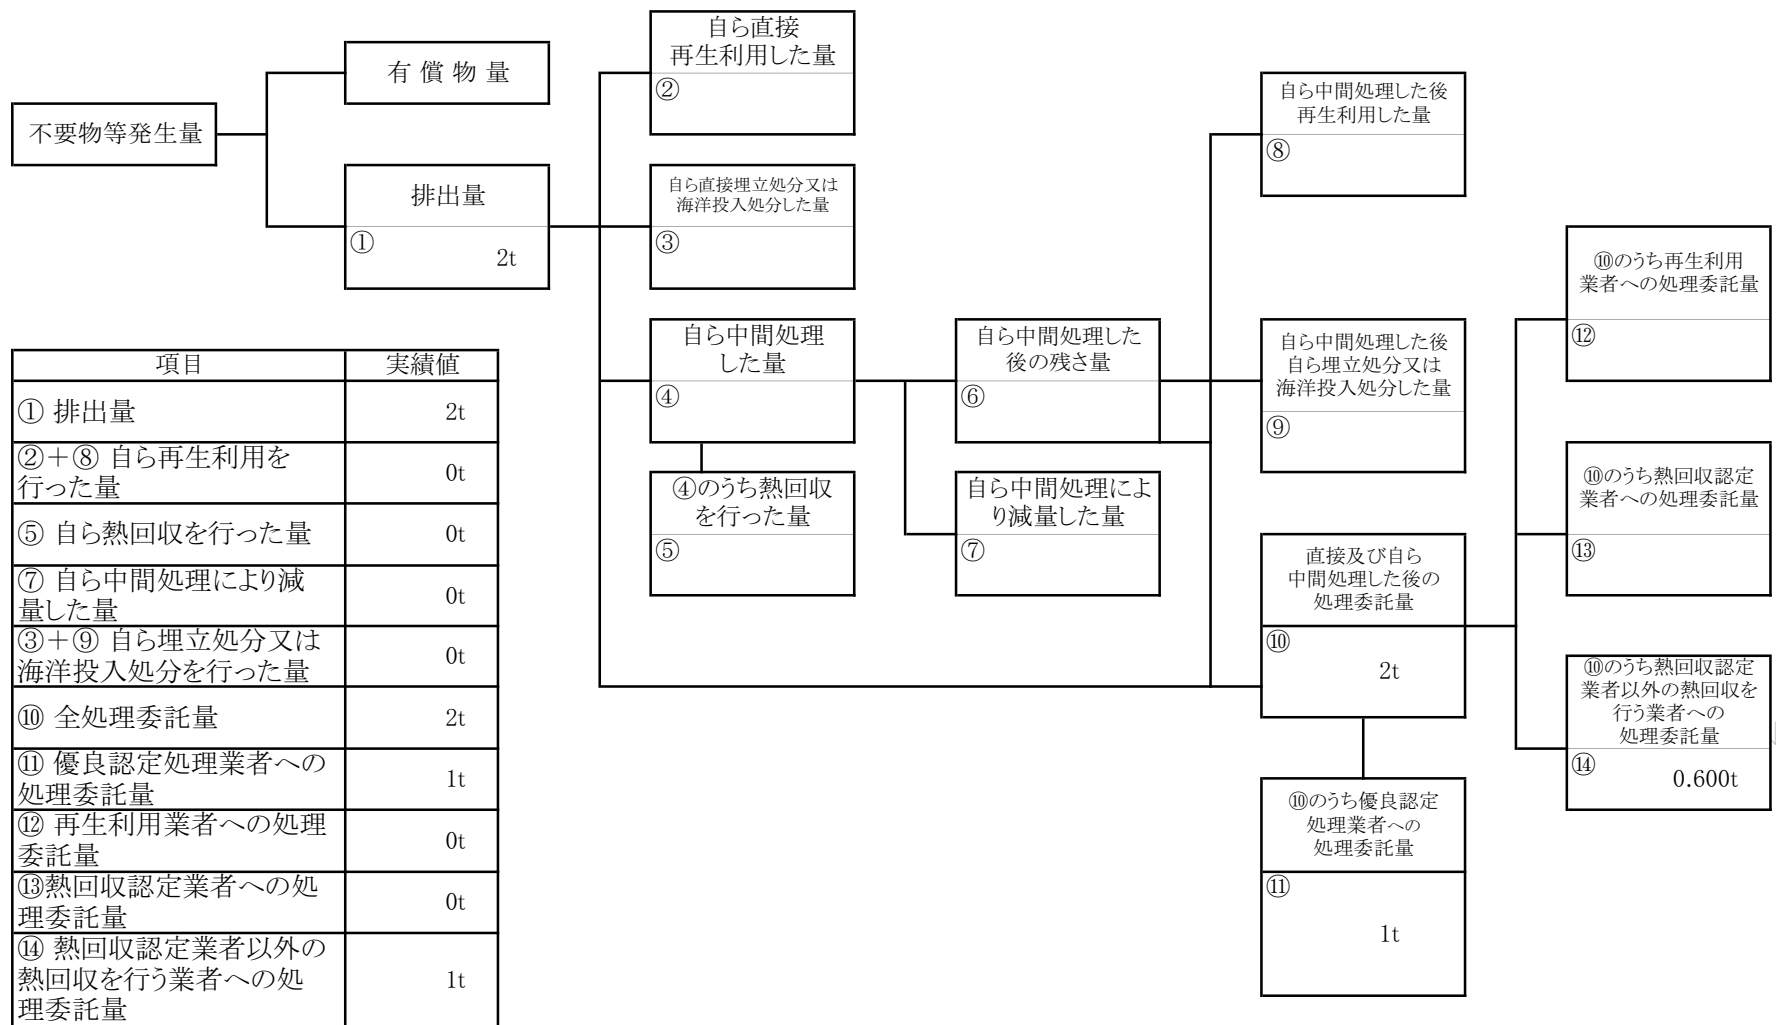 不要物等発生量
有償物量
排出量
①
2t
自ら直接
再生利用した量
②
自ら直接埋立処分又は
海洋投入処分した量
③
自ら中間処理
した量
④
④のうち熱回収
を行った量
⑤
自ら中間処理した
後の残さ量
⑥
自ら中間処理によ
り減量した量
⑦
自ら中間処理した後
再生利用した量
⑧
自ら中間処理した後
自ら埋立処分又は
海洋投入処分した量
⑨
直接及び自ら
中間処理した後の
処理委託量
⑩
2t
⑩のうち優良認定
処理業者への
処理委託量
⑪
1t
⑩のうち再生利用
業者への処理委託量
⑫
⑩のうち熱回収認定
業者への処理委託量
⑬
⑩のうち熱回収認定
業者以外の熱回収を
行う業者への
処理委託量
⑭
0.600t
項目 実績値
① 排出量 2t
②＋⑧ 自ら再生利用を
行った量 0t
⑤ 自ら熱回収を行った量 0t
⑦ 自ら中間処理により減
量した量 0t
③＋⑨ 自ら埋立処分又は
海洋投入処分を行った量 0t
⑩ 全処理委託量 2t
⑪ 優良認定処理業者への
処理委託量 1t
⑫ 再生利用業者への処理
委託量 0t
⑬熱回収認定業者への処
理委託量 0t
⑭ 熱回収認定業者以外の
熱回収を行う業者への処
理委託量 1t